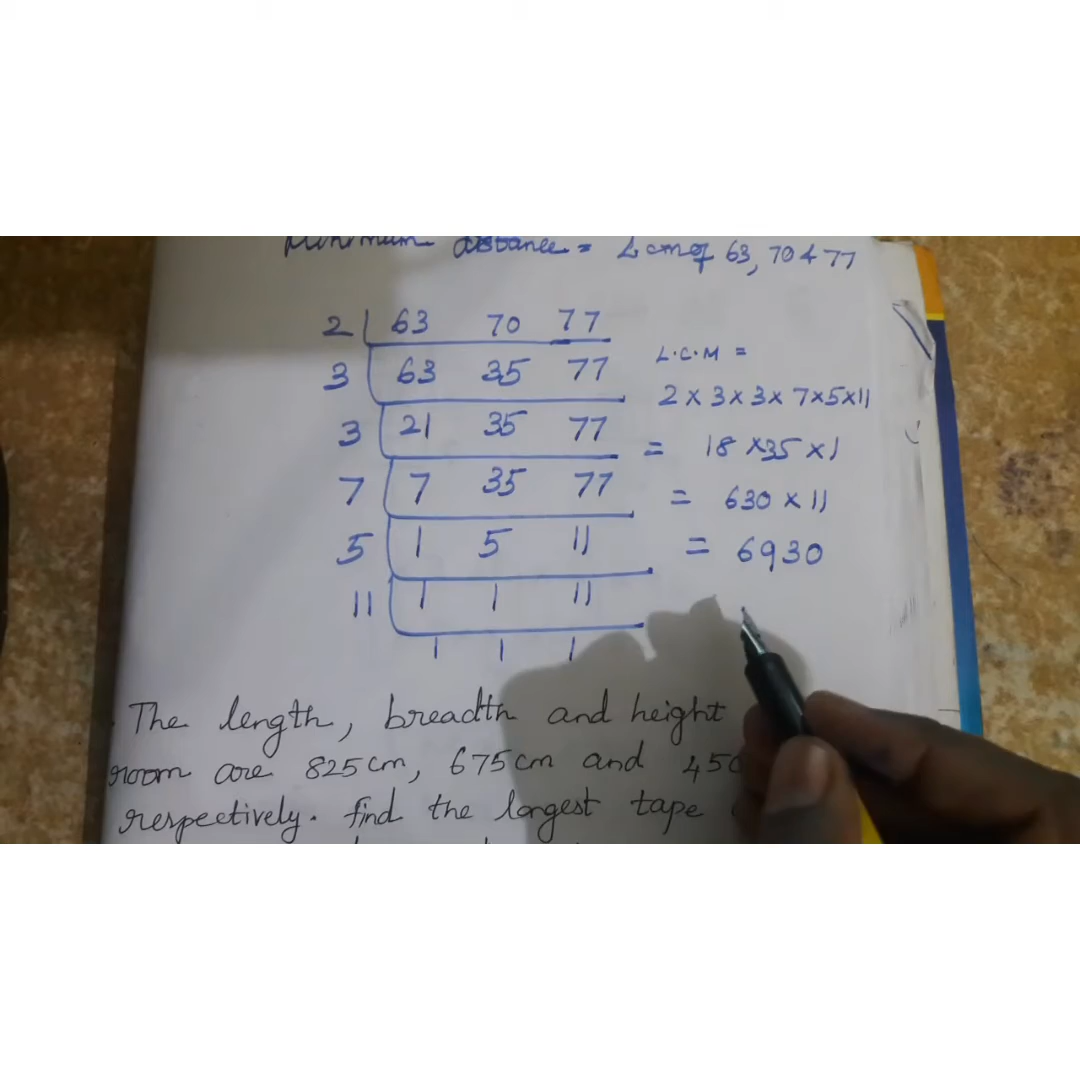 Minimum distance = L cm of 63, 70 & 77
2 63 70 77
3 63 35 77
3 21 35 77
7 7 35 77
5 1 5 11
11 1 1 11
1 1 1
L.C.M =
2 x 3 x 3 x 7 x 5 x 11
= 18 x 35 x 1
= 630 x 11
= 6930
The length, breadth and height
room are 825 cm, 675 cm and
respectively. find the longest tape